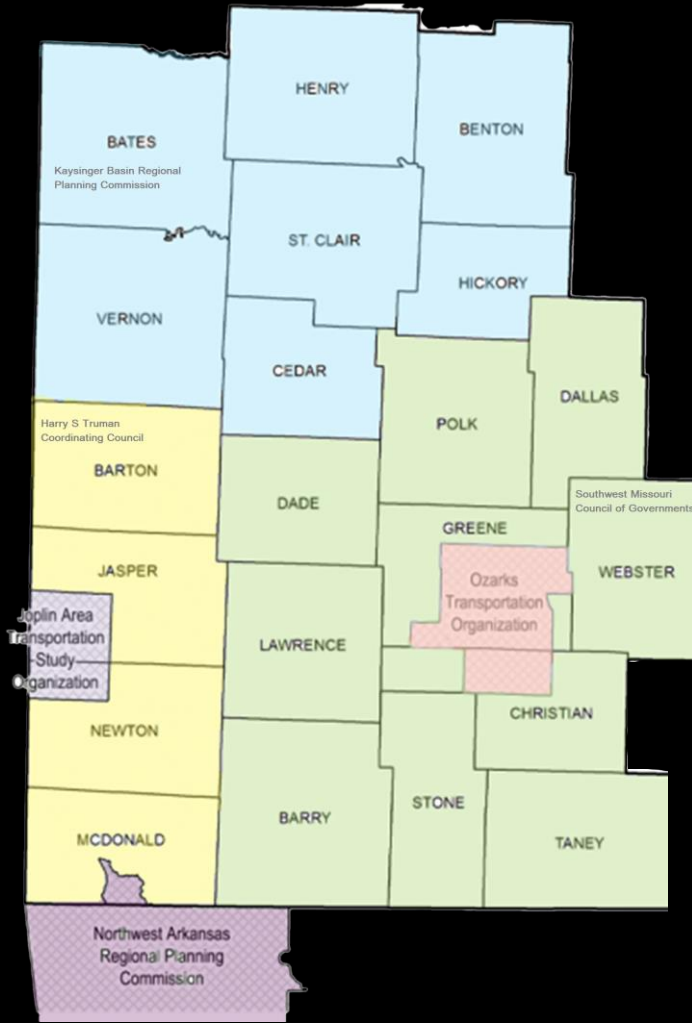 HENRY
BENTON
BATES
Kaysinger Basin Regional
Planning Commission
ST. CLAIR
HICKORY
VERNON
CEDAR
DALLAS
POLK
Harry S Truman
Coordinating Council
BARTON
DADE
Southwest Missouri
Council of Governments
GREENE
WEBSTER
JASPER
Ozarks
Transportation
Organization
Joplin Area
Transportation
Study
Organization
LAWRENCE
CHRISTIAN
NEWTON
STONE
BARRY
MCDONALD
TANEY
Northwest Arkansas
Regional Planning
Commission